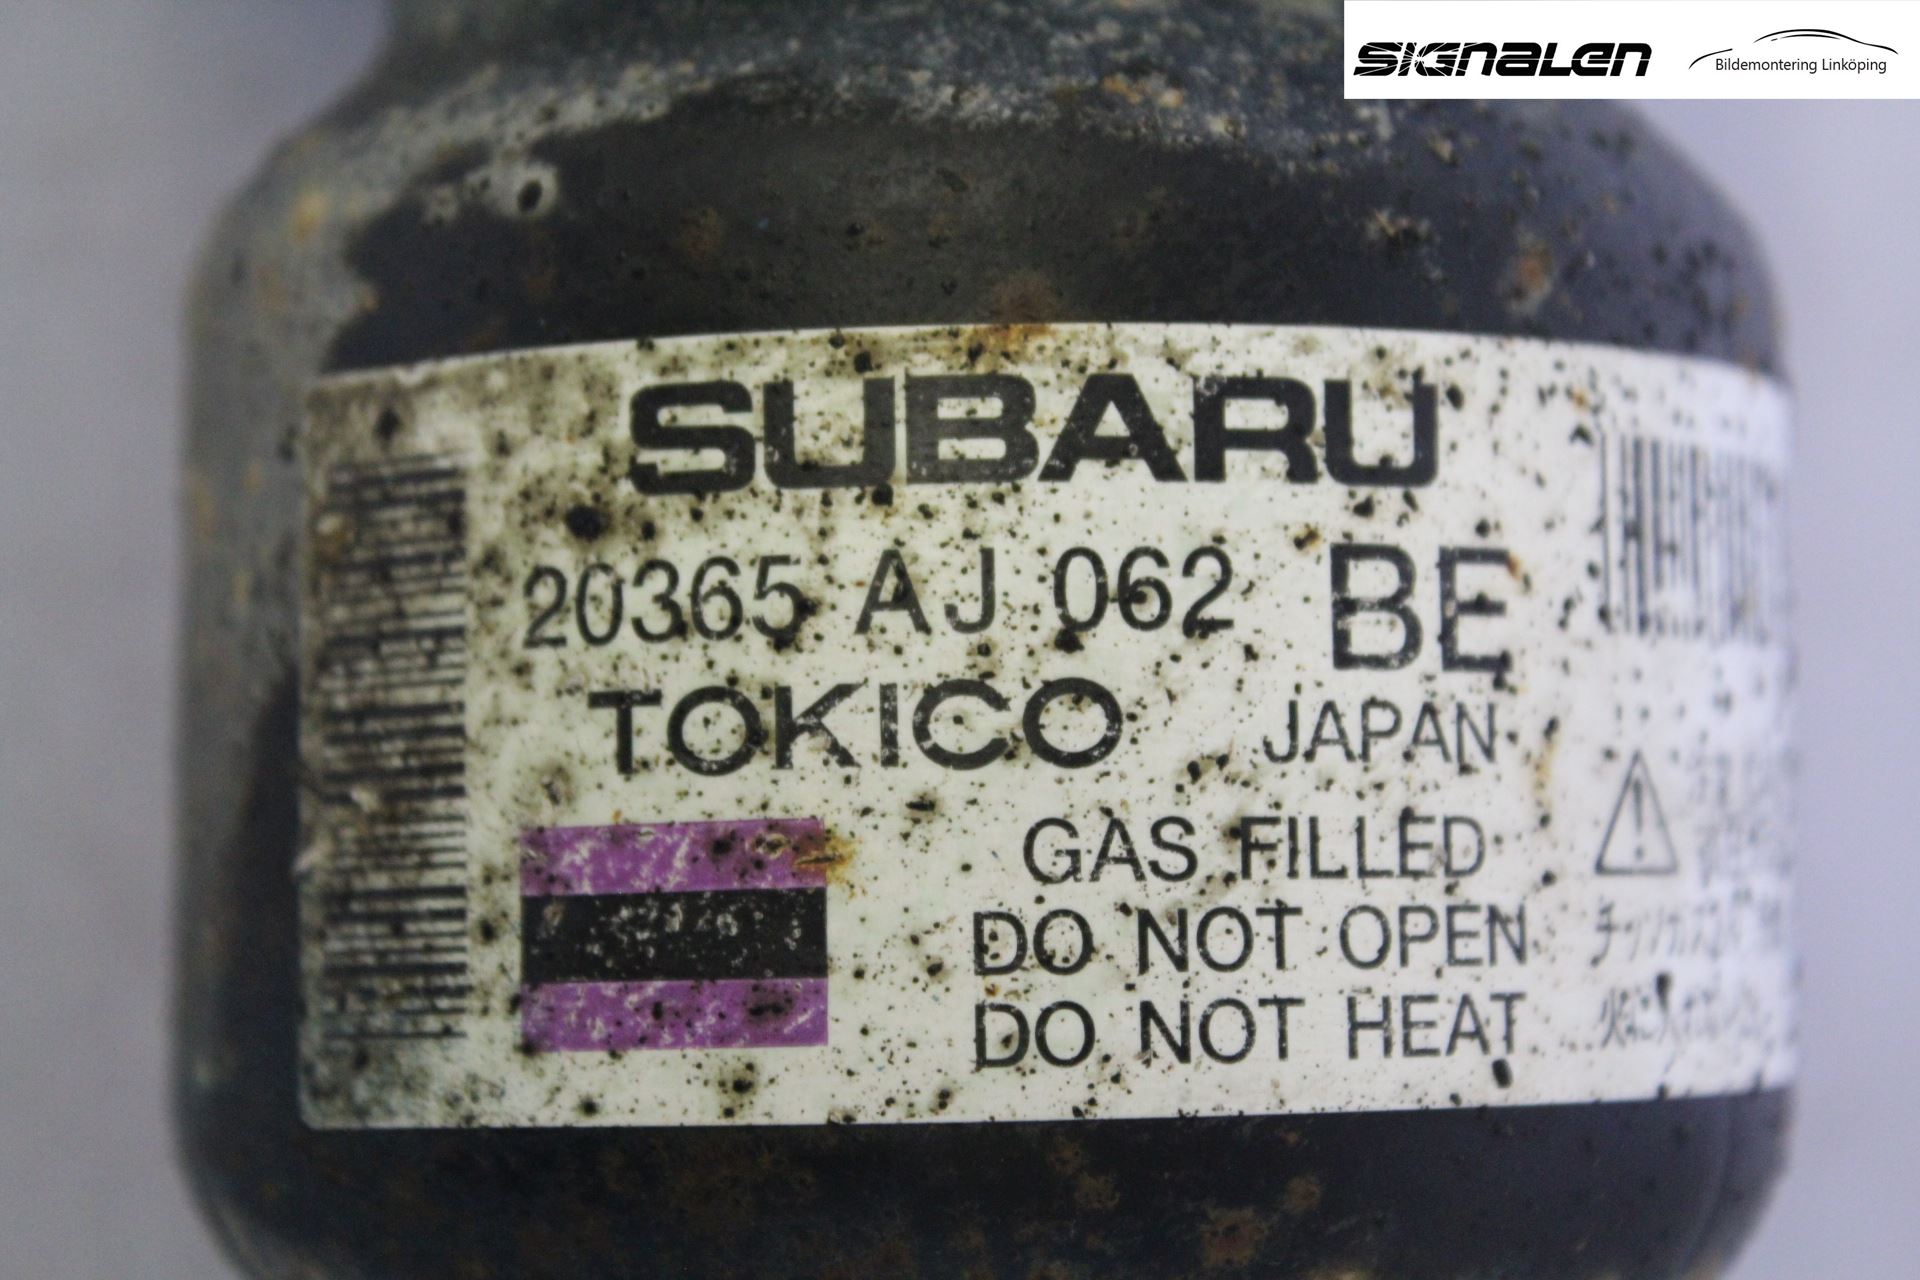 SIGNALEN
Bildemontering Linköping
SUBARU
20365 AJ 062 BE
TOKICO JAPAN
GAS FILLED
DO NOT OPEN
DO NOT HEAT